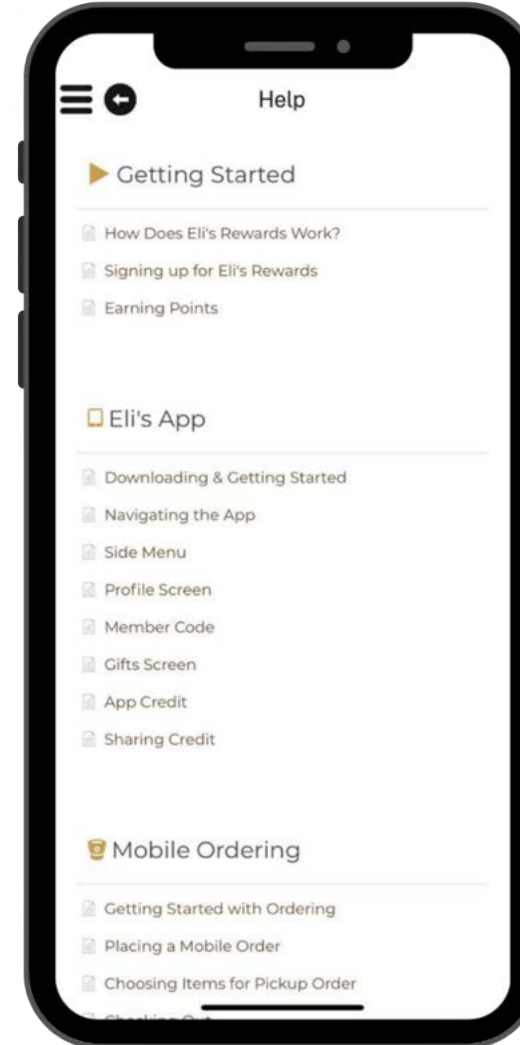 Help
Getting Started
How Does Eli's Rewards Work?
Signing up for Eli's Rewards
Earning Points
Eli's App
Downloading & Getting Started
Navigating the App
Side Menu
Profile Screen
Member Code
Gifts Screen
App Credit
Sharing Credit
Mobile Ordering
Getting Started with Ordering
Placing a Mobile Order
Choosing Items for Pickup Order